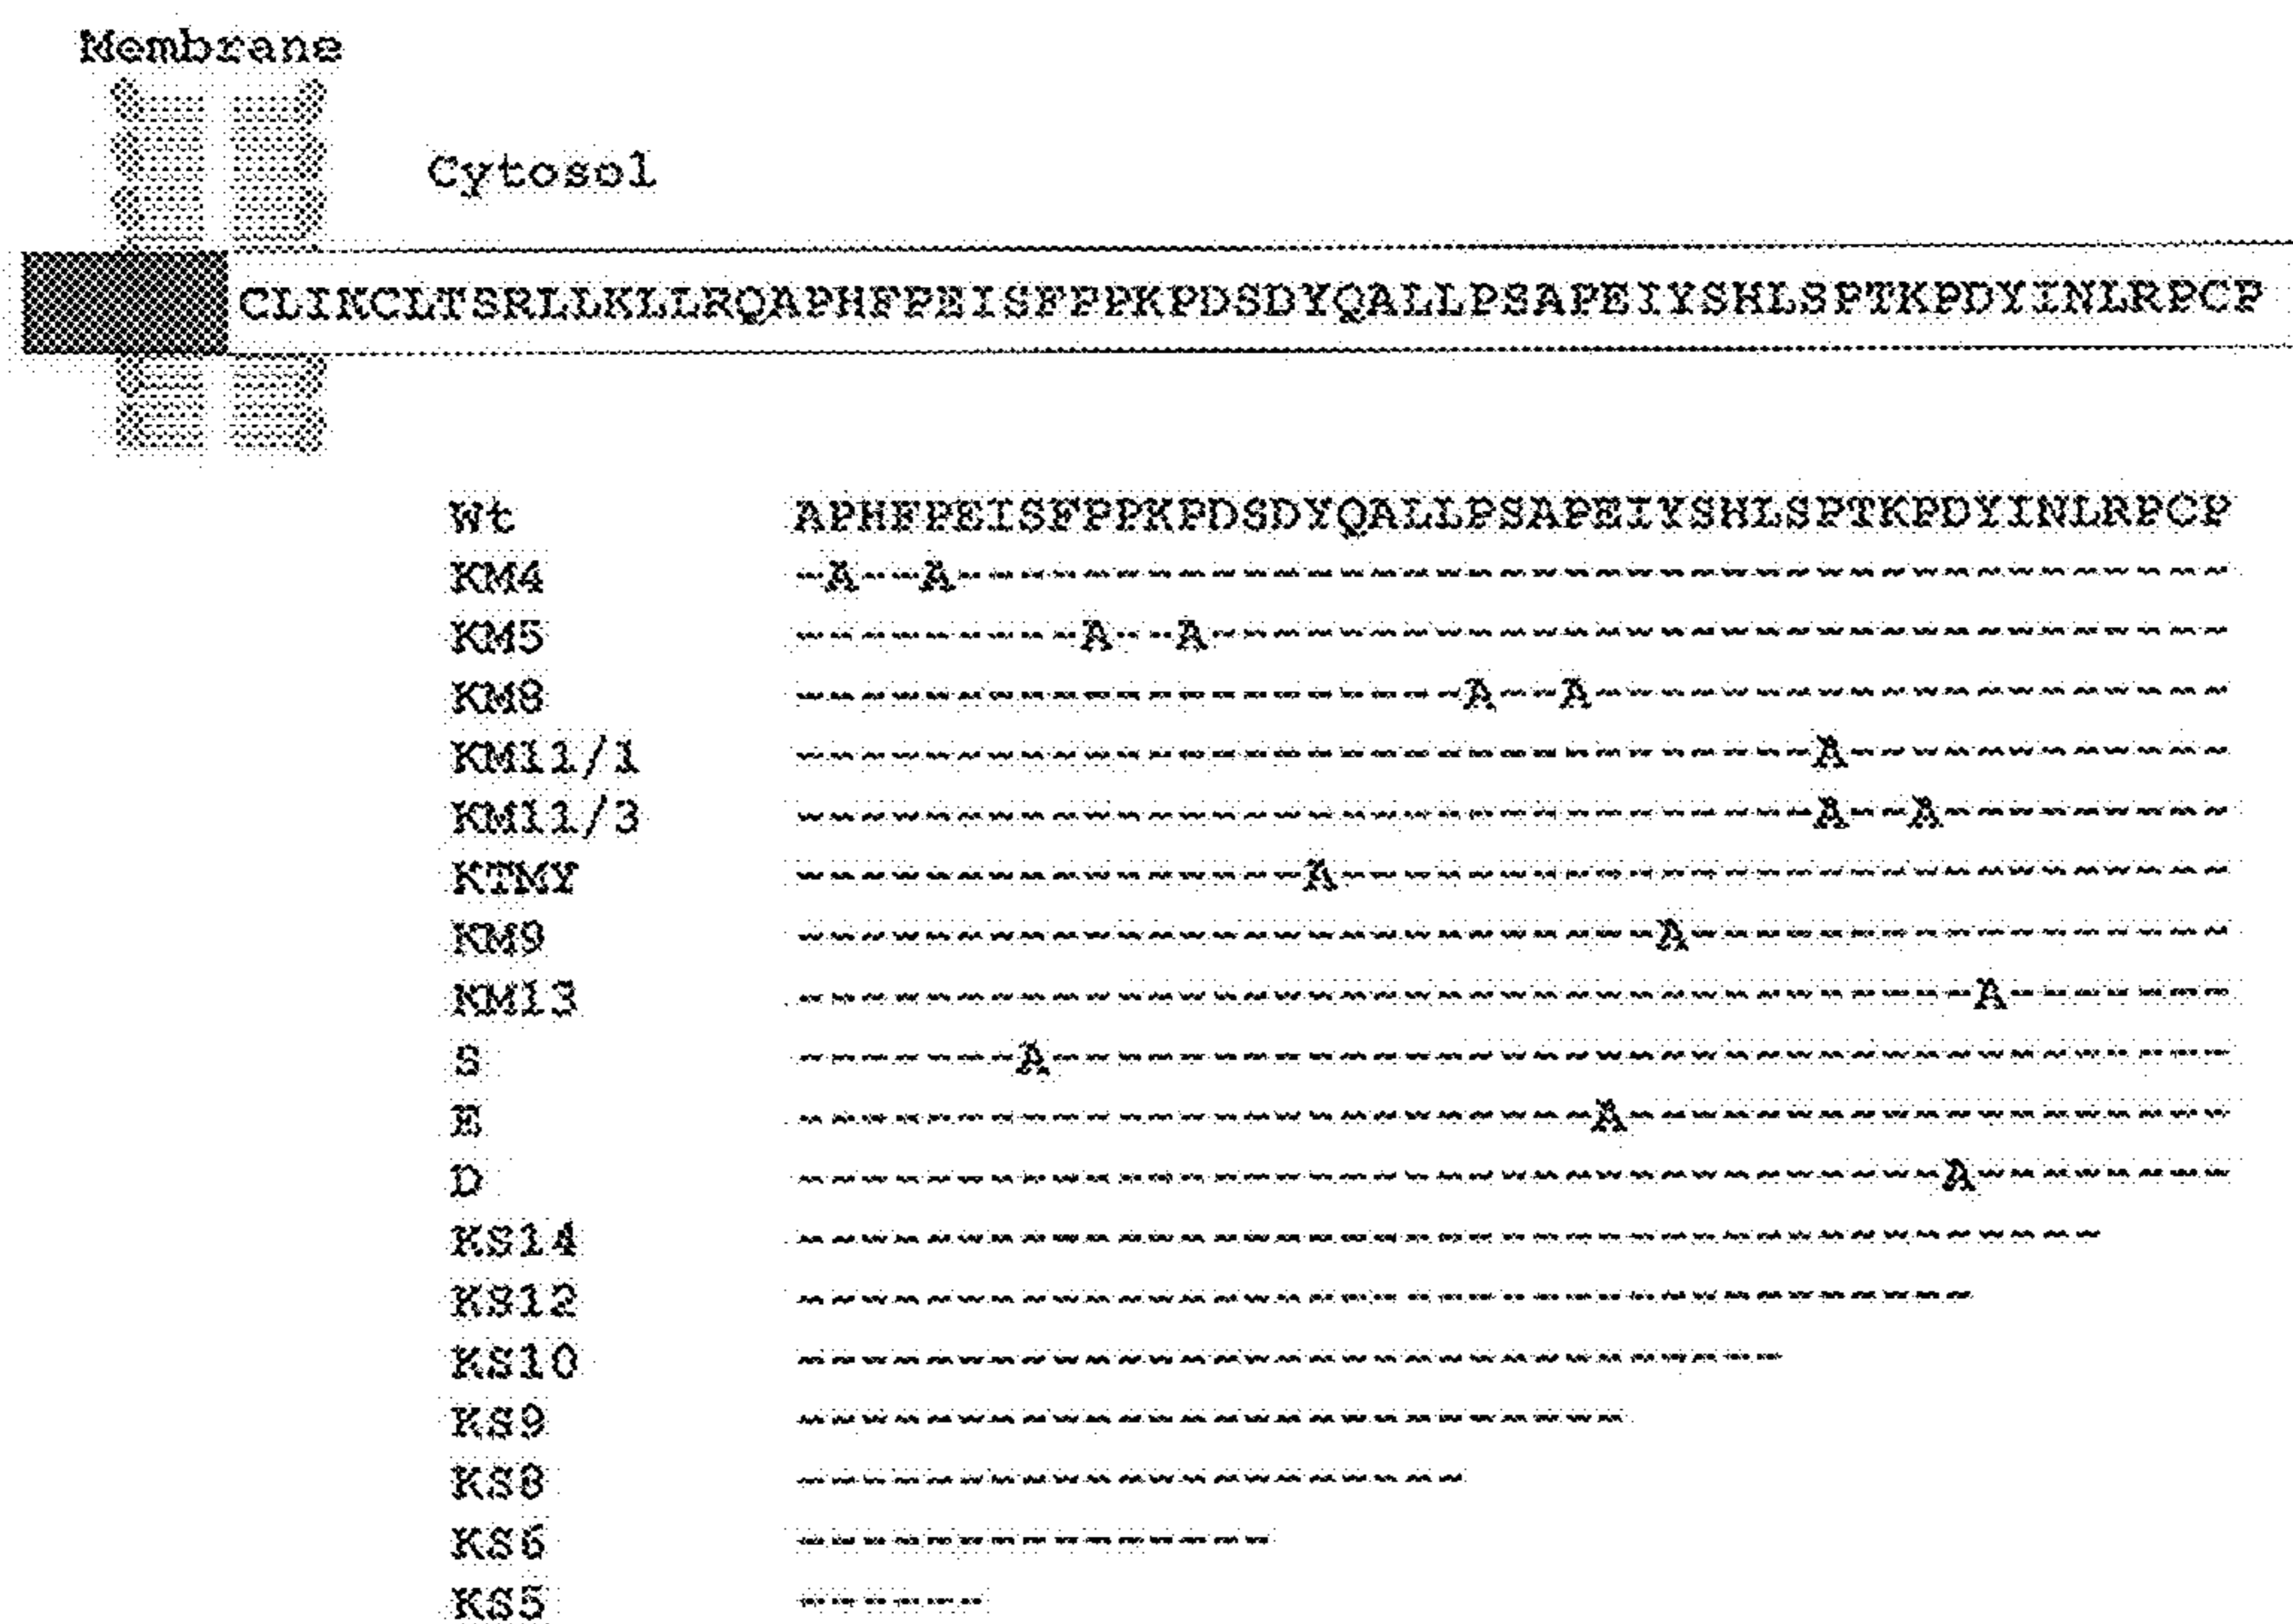 Membrane
Cytosol
CLINCLTSRLLKLLRQAPHFPEISFPPKPDSDYQALLPSAPEIYSHLSPTKPDYINLRPCP
Wt APHFPEISFPPKPDSDYQALLPSAPEIYSHLSPTKPDYINLRPCP
KM4 -A--A----------------------------------------
KM5 ---------A--A--------------------------------
KM8 ---------------------A--A--------------------
KM11/1 --------------------------------A------------
KM11/3 --------------------------------A--A---------
KTMY ----------------A----------------------------
KM9 ---------------------------A-----------------
KM13 -------------------------------------A-------
S -------A-------------------------------------
E -------------------------A-------------------
D ------------------------------------A--------
KS14 -----------------------------------------
KS12 -------------------------------------
KS10 -------------------------------
KS9 --------------------------
KS8 ---------------------
KS6 ---------------
KS5 ------